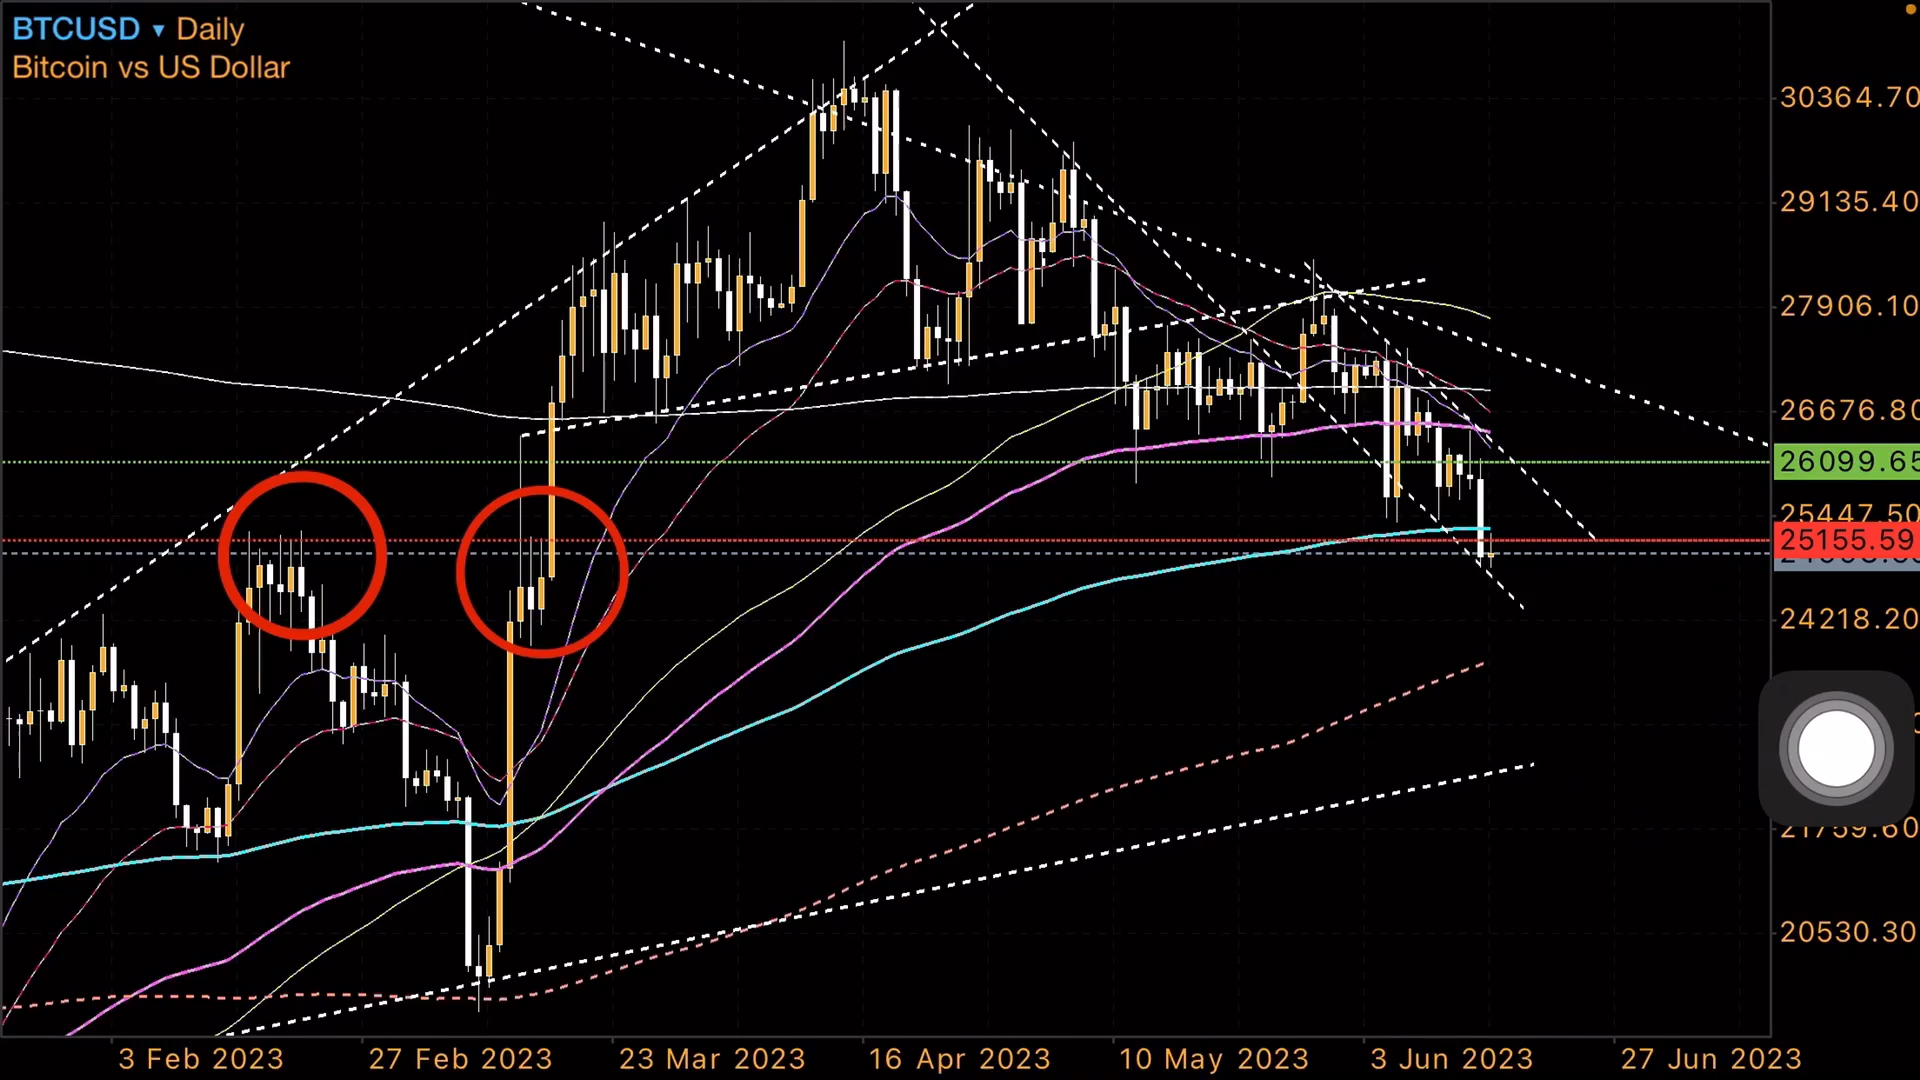 BTCUSD ▾ Daily
Bitcoin vs US Dollar
30364.70
29135.40
27906.10
26676.80
26099.65
25447.50
25155.59
24218.20
21759.60
20530.30
3 Feb 2023
27 Feb 2023
23 Mar 2023
16 Apr 2023
10 May 2023
3 Jun 2023
27 Jun 2023